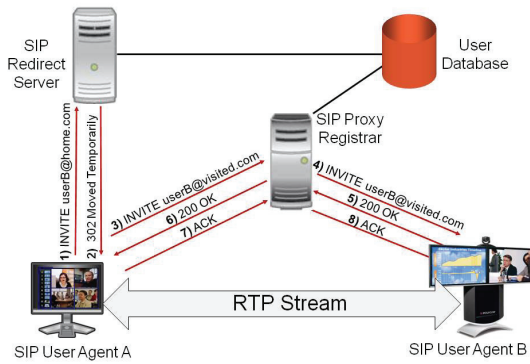 SIP
Redirect
Server
User
Database
SIP Proxy
Registrar
1) INVITE userB@home.com
2) 302 Moved Temporarily
3) INVITE userB@visited.com
6) 200 OK
7) ACK
4) INVITE userB@visited.com
5) 200 OK
8) ACK
RTP Stream
SIP User Agent A
SIP User Agent B